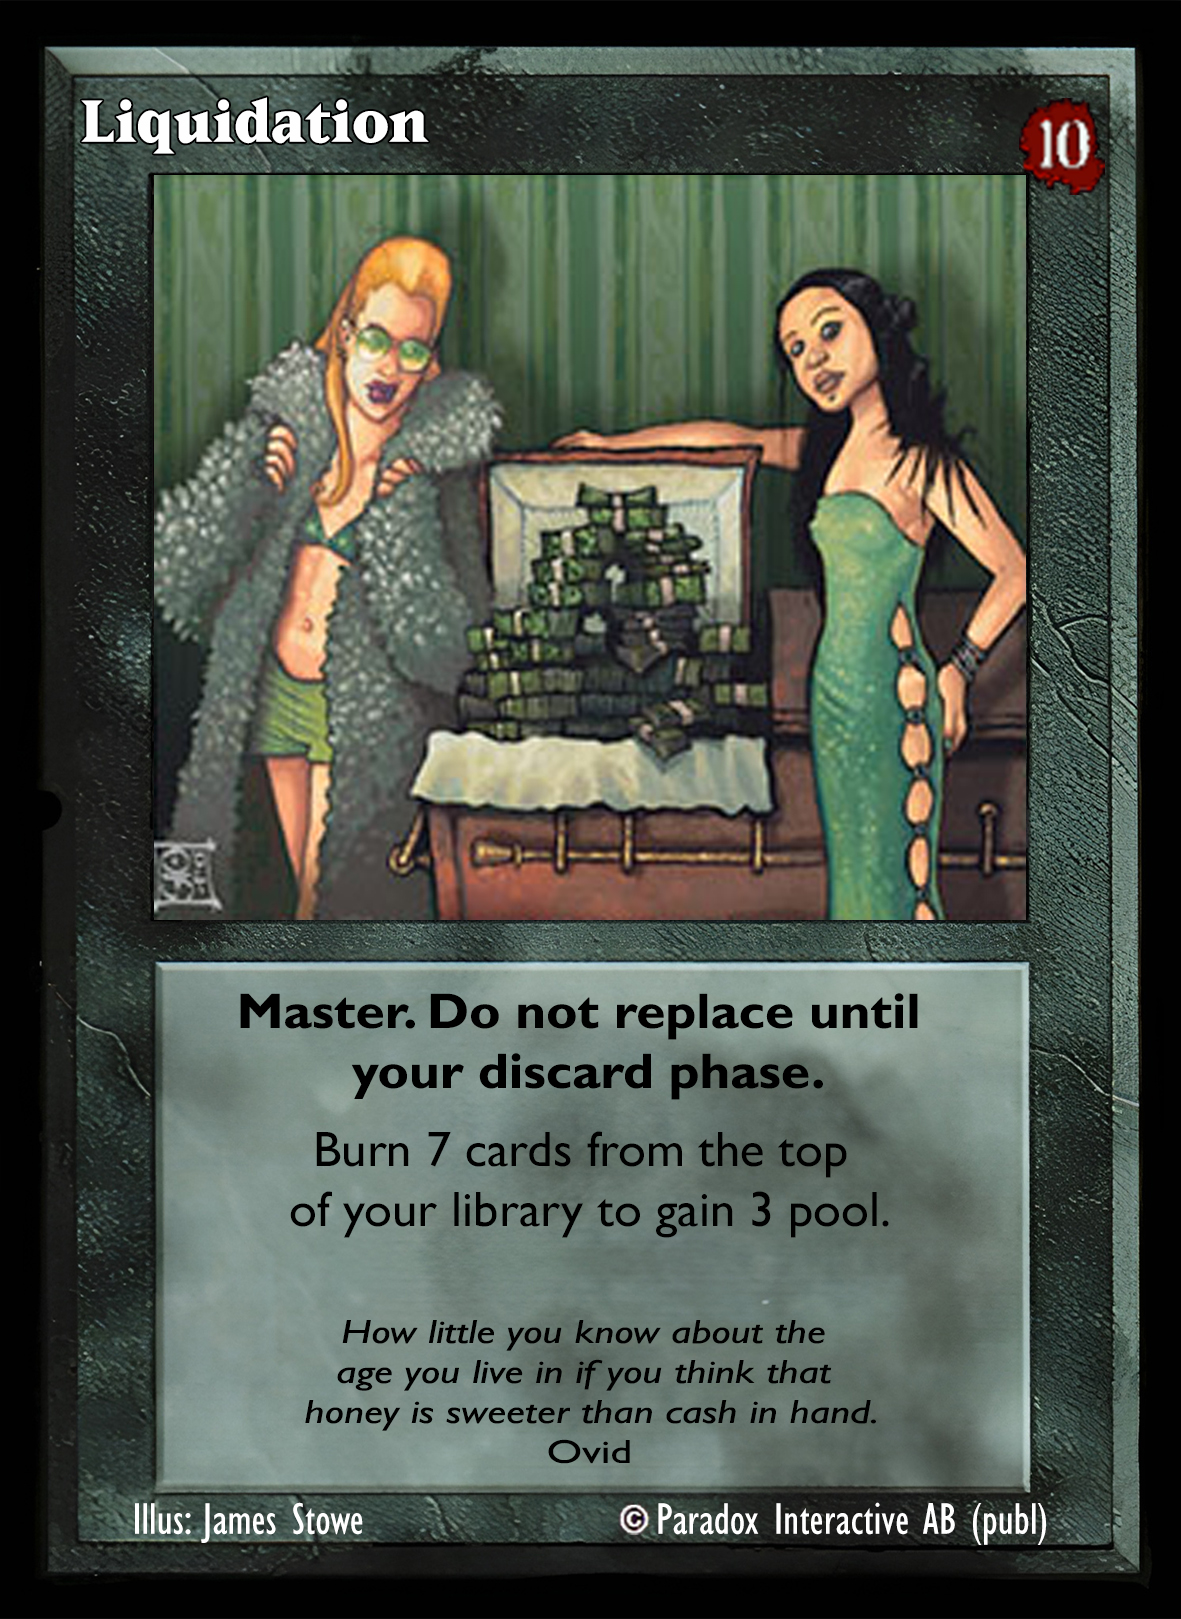 Liquidation
10
Master. Do not replace until
your discard phase.
Burn 7 cards from the top
of your library to gain 3 pool.
How little you know about the
age you live in if you think that
honey is sweeter than cash in hand.
Ovid
Illus: James Stowe
© Paradox Interactive AB (publ)